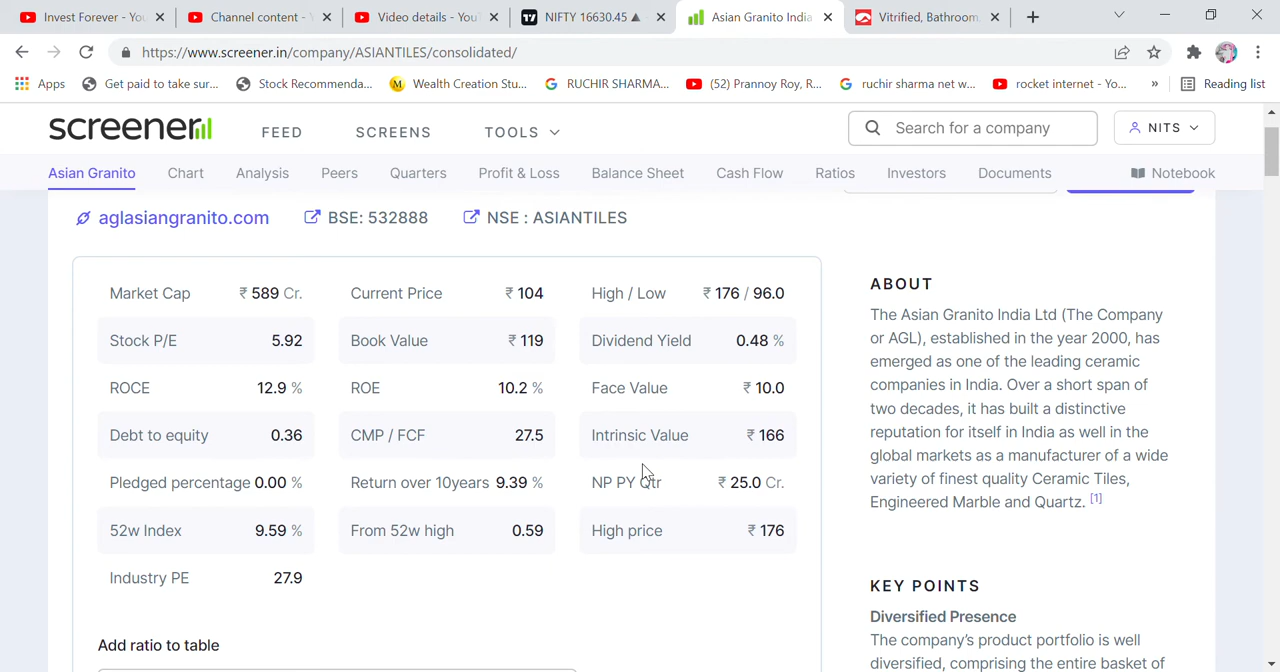 Invest Forever - You
Channel content - Y
Video details - YouT
NIFTY 16630.45 ▲
Asian Granito India
Vitrified, Bathroom
https://www.screener.in/company/ASIANTILES/consolidated/
Apps
Get paid to take sur...
Stock Recommenda...
M
Wealth Creation Stu...
G
RUCHIR SHARMA...
(52) Prannoy Roy, R...
G
ruchir sharma net w...
rocket internet - Yo...
»
Reading list
screener
FEED
SCREENS
TOOLS
Search for a company
NITS
Asian Granito
Chart
Analysis
Peers
Quarters
Profit & Loss
Balance Sheet
Cash Flow
Ratios
Investors
Documents
Notebook
aglasiangranito.com
BSE: 532888
NSE : ASIANTILES
Market Cap ₹ 589 Cr.
Current Price ₹ 104
High / Low ₹ 176 / 96.0
Stock P/E 5.92
Book Value ₹ 119
Dividend Yield 0.48 %
ROCE 12.9 %
ROE 10.2 %
Face Value ₹ 10.0
Debt to equity 0.36
CMP / FCF 27.5
Intrinsic Value ₹ 166
Pledged percentage 0.00 %
Return over 10years 9.39 %
NP PY Qtr ₹ 25.0 Cr.
52w Index 9.59 %
From 52w high 0.59
High price ₹ 176
Industry PE 27.9
Add ratio to table
ABOUT
The Asian Granito India Ltd (The Company
or AGL), established in the year 2000, has
emerged as one of the leading ceramic
companies in India. Over a short span of
two decades, it has built a distinctive
reputation for itself in India as well in the
global markets as a manufacturer of a wide
variety of finest quality Ceramic Tiles,
Engineered Marble and Quartz. [1]
KEY POINTS
Diversified Presence
The company's product portfolio is well
diversified, comprising the entire basket of